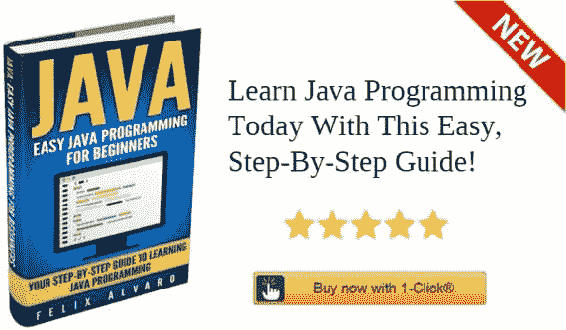 JAVA
EASY JAVA PROGRAMMING
FOR BEGINNERS
YOUR STEP-BY-STEP GUIDE TO LEARNING
JAVA PROGRAMMING
FELIX ALVARO
NEW
Learn Java Programming
Today With This Easy,
Step-By-Step Guide!
Buy now with 1-Click®